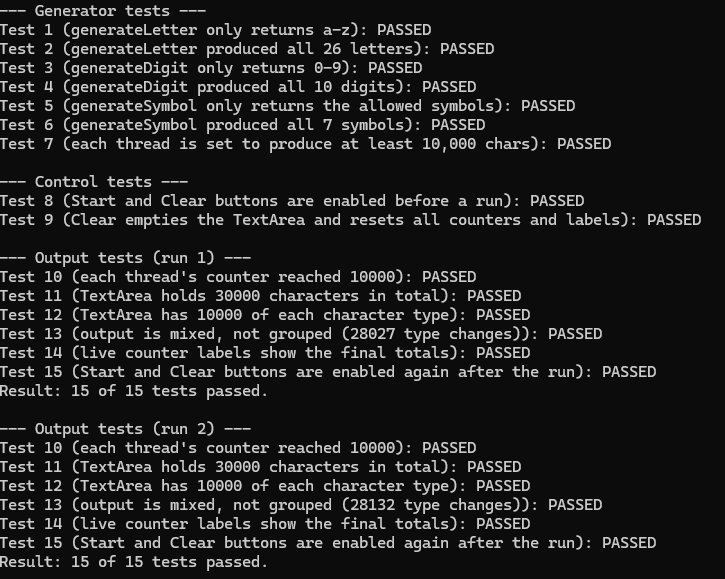 --- Generator tests ---
Test 1 (generateLetter only returns a-z): PASSED
Test 2 (generateLetter produced all 26 letters): PASSED
Test 3 (generateDigit only returns 0-9): PASSED
Test 4 (generateDigit produced all 10 digits): PASSED
Test 5 (generateSymbol only returns the allowed symbols): PASSED
Test 6 (generateSymbol produced all 7 symbols): PASSED
Test 7 (each thread is set to produce at least 10,000 chars): PASSED

--- Control tests ---
Test 8 (Start and Clear buttons are enabled before a run): PASSED
Test 9 (Clear empties the TextArea and resets all counters and labels): PASSED

--- Output tests (run 1) ---
Test 10 (each thread's counter reached 10000): PASSED
Test 11 (TextArea holds 30000 characters in total): PASSED
Test 12 (TextArea has 10000 of each character type): PASSED
Test 13 (output is mixed, not grouped (28027 type changes)): PASSED
Test 14 (live counter labels show the final totals): PASSED
Test 15 (Start and Clear buttons are enabled again after the run): PASSED
Result: 15 of 15 tests passed.

--- Output tests (run 2) ---
Test 10 (each thread's counter reached 10000): PASSED
Test 11 (TextArea holds 30000 characters in total): PASSED
Test 12 (TextArea has 10000 of each character type): PASSED
Test 13 (output is mixed, not grouped (28132 type changes)): PASSED
Test 14 (live counter labels show the final totals): PASSED
Test 15 (Start and Clear buttons are enabled again after the run): PASSED
Result: 15 of 15 tests passed.